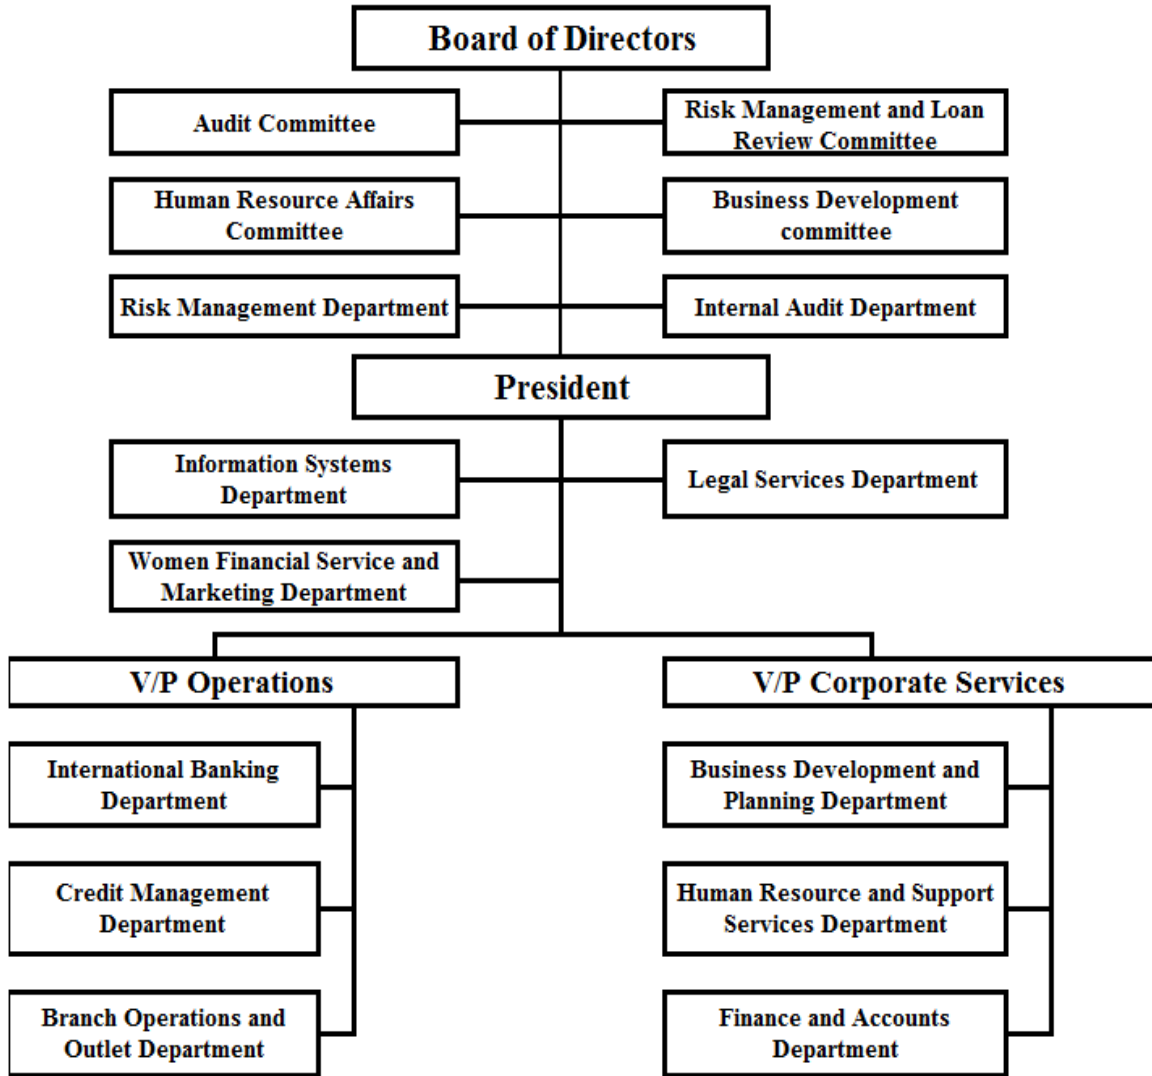 Board of Directors
Audit Committee
Risk Management and Loan
Review Committee
Human Resource Affairs
Committee
Business Development
committee
Risk Management Department
Internal Audit Department
President
Information Systems
Department
Legal Services Department
Women Financial Service and
Marketing Department
V/P Operations
V/P Corporate Services
International Banking
Department
Business Development and
Planning Department
Credit Management
Department
Human Resource and Support
Services Department
Branch Operations and
Outlet Department
Finance and Accounts
Department